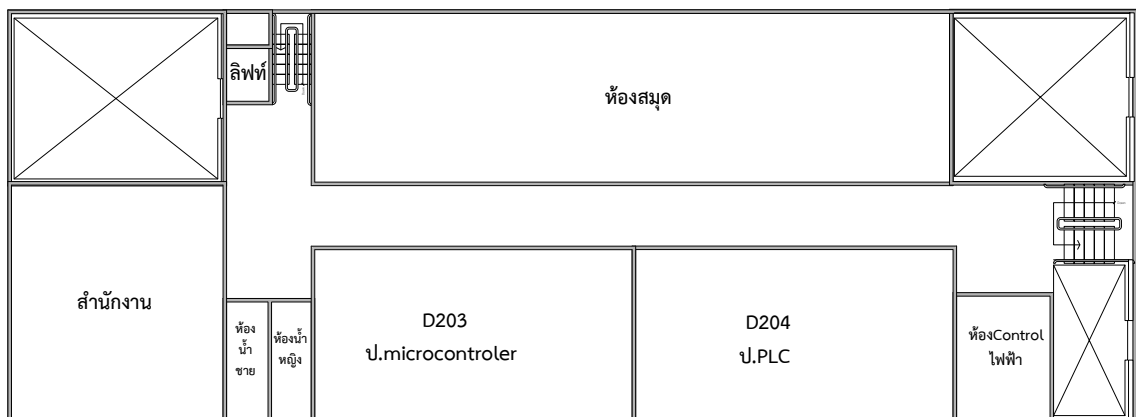 ลิฟท์
ห้องสมุด
สำนักงาน
ห้อง
น้ำ
ชาย
ห้องน้ำ
หญิง
D203
ป.microcontroler
D204
ป.PLC
ห้องControl
ไฟฟ้า